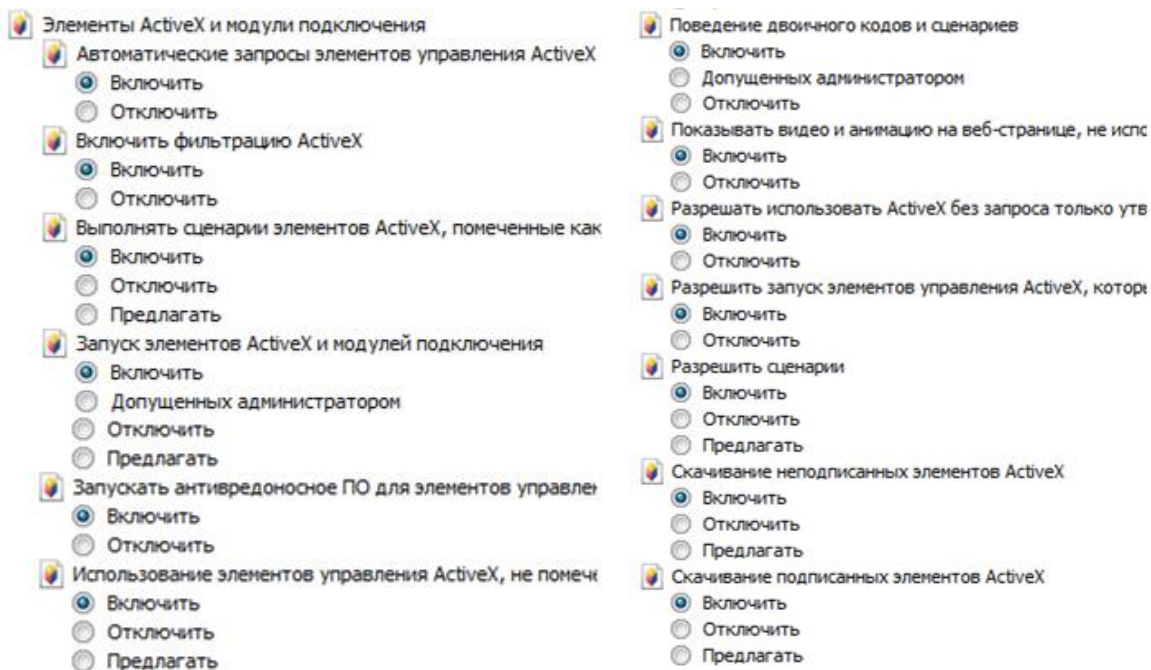 Элементы ActiveX и модули подключения
Автоматические запросы элементов управления ActiveX
Включить
Отключить
Включить фильтрацию ActiveX
Включить
Отключить
Выполнять сценарии элементов ActiveX, помеченные как
Включить
Отключить
Предлагать
Запуск элементов ActiveX и модулей подключения
Включить
Допущенных администратором
Отключить
Предлагать
Запускать антивредоносное ПО для элементов управлен
Включить
Отключить
Использование элементов управления ActiveX, не помече
Включить
Отключить
Предлагать
Поведение двоичного кодов и сценариев
Включить
Допущенных администратором
Отключить
Показывать видео и анимацию на веб-странице, не испо
Включить
Отключить
Разрешать использовать ActiveX без запроса только утв
Включить
Отключить
Разрешить запуск элементов управления ActiveX, которы
Включить
Отключить
Разрешить сценарии
Включить
Отключить
Предлагать
Скачивание неподписанных элементов ActiveX
Включить
Отключить
Предлагать
Скачивание подписанных элементов ActiveX
Включить
Отключить
Предлагать